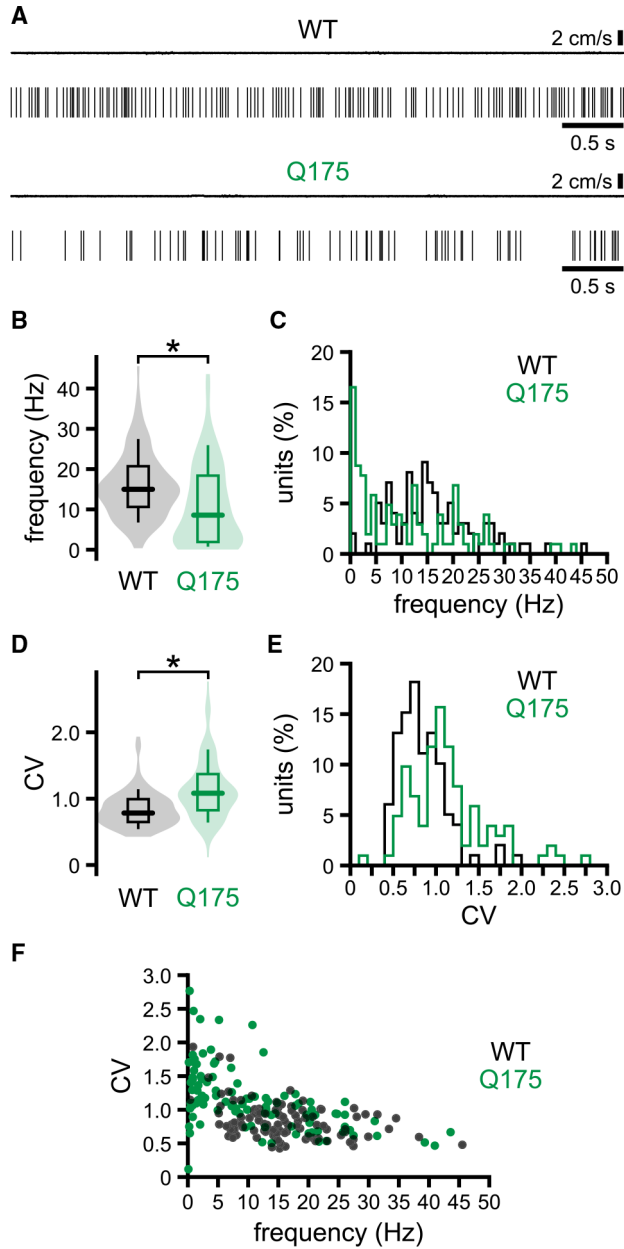 A
WT
2 cm/s
0.5 s
Q175
2 cm/s
0.5 s
B
frequency (Hz)
40
30
20
10
0
*
WT
Q175
C
units (%)
20
15
10
5
0
WT
Q175
0 5 10 15 20 25 30 35 40 45 50
frequency (Hz)
D
CV
2.0
1.0
0
*
WT
Q175
E
units (%)
20
15
10
5
0
WT
Q175
0 0.5 1.0 1.5 2.0 2.5 3.0
CV
F
CV
3.0
2.5
2.0
1.5
1.0
0.5
0
WT
Q175
0 5 10 15 20 25 30 35 40 45 50
frequency (Hz)